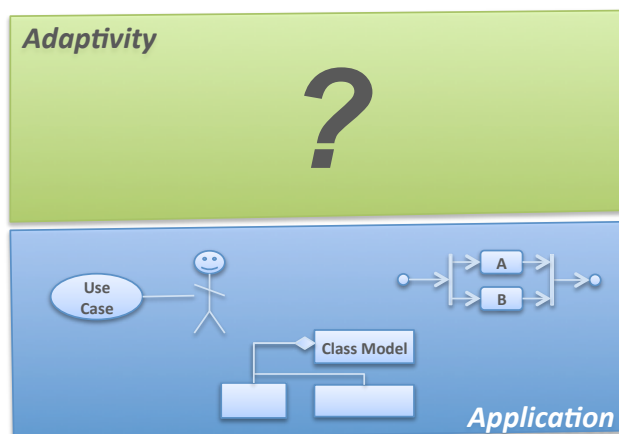 Adaptivity
?
Use
Case
A
B
Class Model
Application